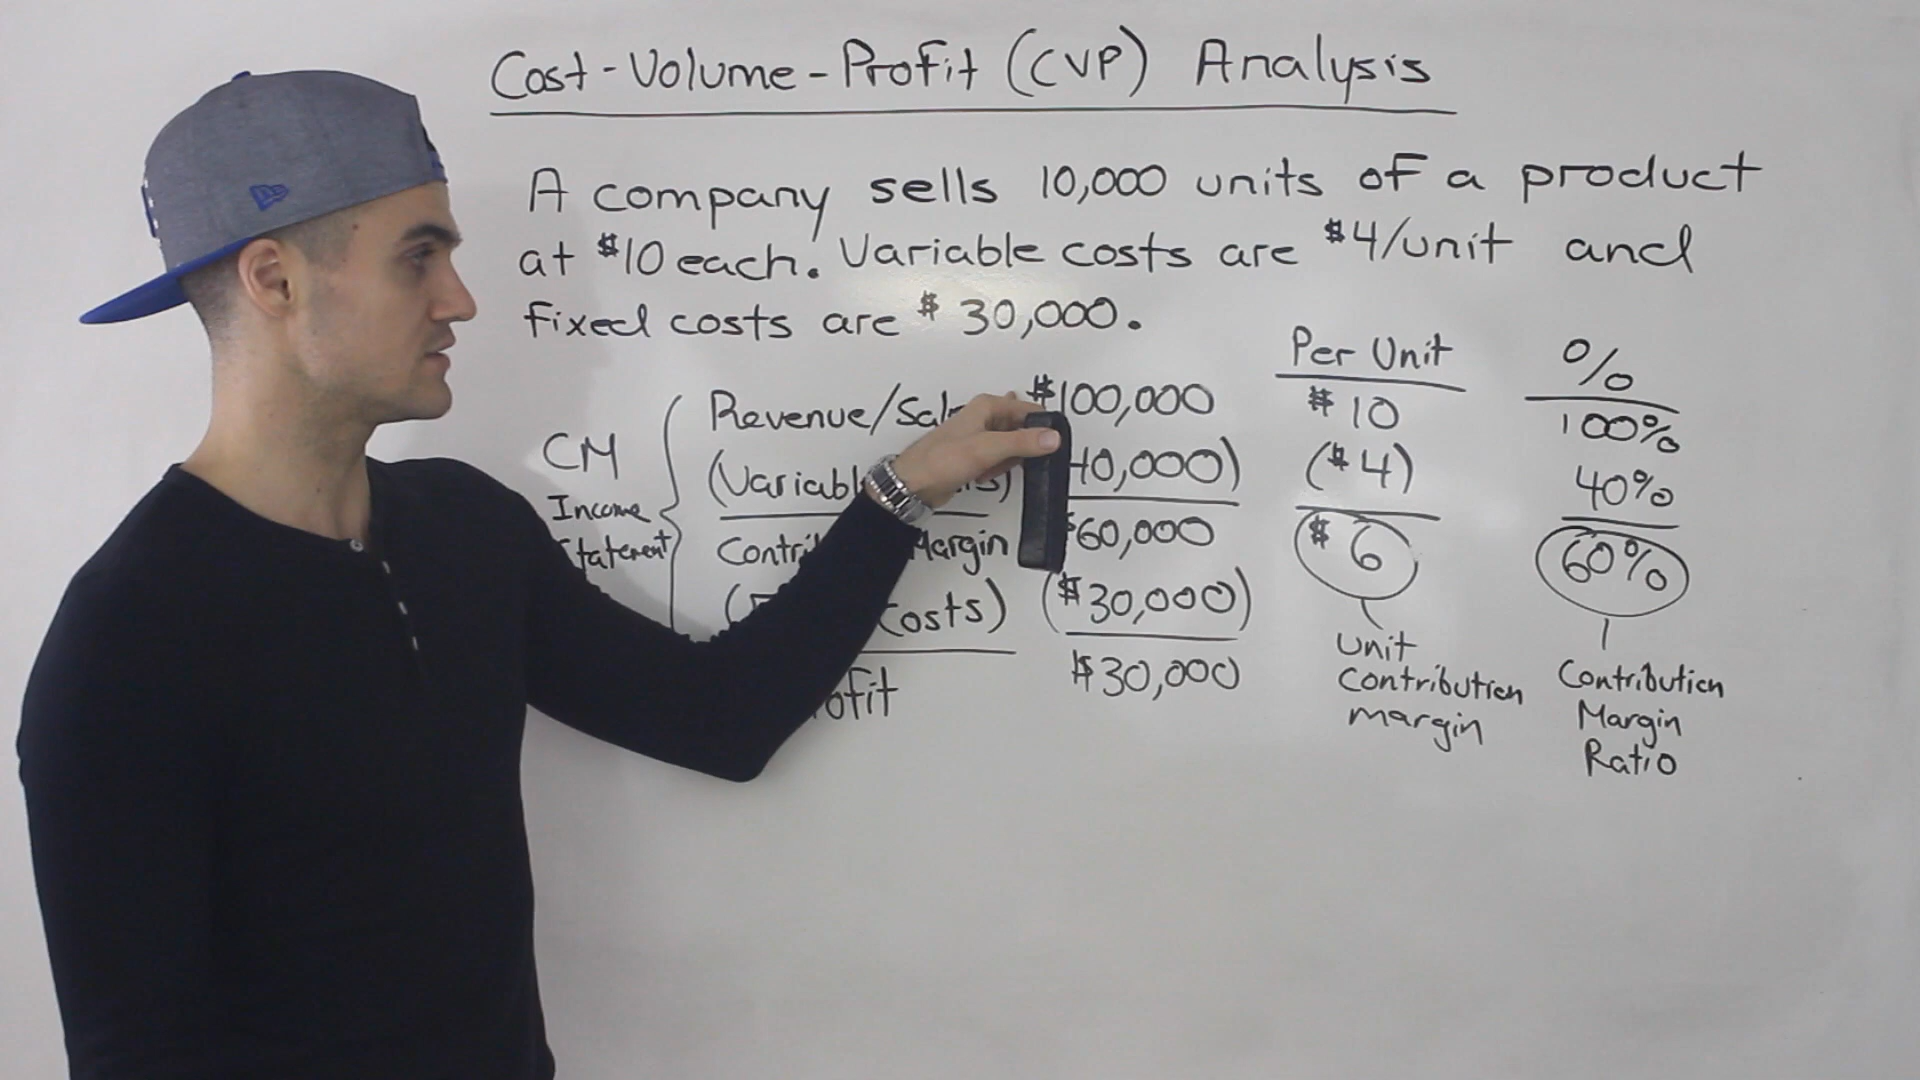 Cost-Volume-Profit (CVP) Analysis
A company sells 10,000 units of a product
at $10 each. Variable costs are $4/unit and
fixed costs are $30,000.
Per Unit %
Revenue/ $100,000 $10 100%
CM
Income
40,000) ($4) 40%
Margin $60,000 $6 60%
Costs) ($30,000)
$30,000
Unit
Contribution
margin
Contribution
Margin
Ratio